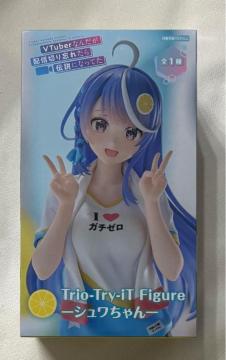 VTuberなんだが
配信切り忘れたら
伝説になってた
全1種
I ❤
ガチゼロ
Trio-Try-iT Figure
―シュワちゃん―